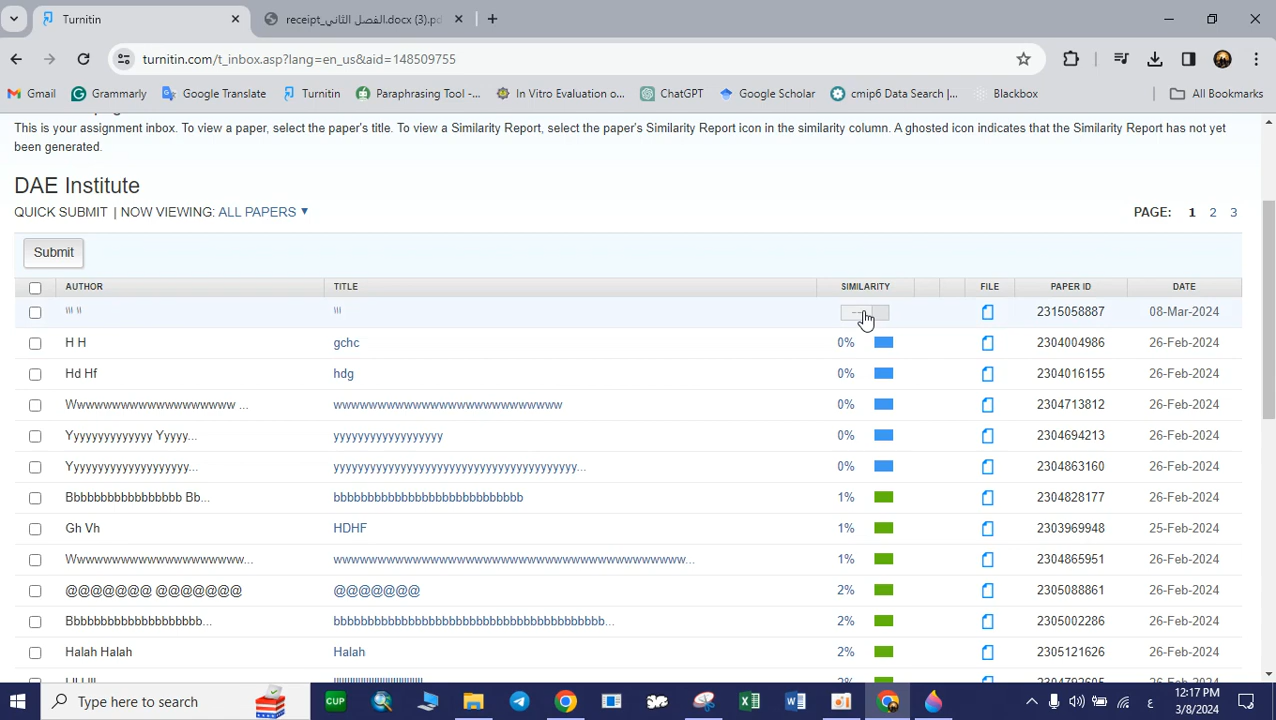 Turnitin
receipt_الفصل الثاني.docx (3).pd
turnitin.com/t_inbox.asp?lang=en_us&aid=148509755
Gmail Grammarly Google Translate Turnitin Paraphrasing Tool -... In Vitro Evaluation o... ChatGPT Google Scholar cmip6 Data Search |... Blackbox All Bookmarks
This is your assignment inbox. To view a paper, select the paper's title. To view a Similarity Report, select the paper's Similarity Report icon in the similarity column. A ghosted icon indicates that the Similarity Report has not yet
been generated.
DAE Institute
QUICK SUBMIT | NOW VIEWING: ALL PAPERS ▼ PAGE: 1 2 3
Submit
AUTHOR TITLE SIMILARITY FILE PAPER ID DATE
\\\ \\ \\\ 2315058887 08-Mar-2024
H H gchc 0% 2304004986 26-Feb-2024
Hd Hf hdg 0% 2304016155 26-Feb-2024
Wwwwwwwwwwwwwwwwww ... wwwwwwwwwwwwwwwwwwwwwwwwww 0% 2304713812 26-Feb-2024
Yyyyyyyyyyyyy Yyyyy... yyyyyyyyyyyyyyyyyy 0% 2304694213 26-Feb-2024
Yyyyyyyyyyyyyyyyyyy... yyyyyyyyyyyyyyyyyyyyyyyyyyyyyyyyyyyyyyyy... 0% 2304863160 26-Feb-2024
Bbbbbbbbbbbbbbbbb Bb... bbbbbbbbbbbbbbbbbbbbbbbbbbb 1% 2304828177 26-Feb-2024
Gh Vh HDHF 1% 2303969948 25-Feb-2024
Wwwwwwwwwwwwwwwwwww... wwwwwwwwwwwwwwwwwwwwwwwwwwwwwwwwwwwwwwww... 1% 2304865951 26-Feb-2024
@@@@@@@ @@@@@@@ @@@@@@@ 2% 2305088861 26-Feb-2024
Bbbbbbbbbbbbbbbbbbb... bbbbbbbbbbbbbbbbbbbbbbbbbbbbbbbbbbbbbbb... 2% 2305002286 26-Feb-2024
Halah Halah Halah 2% 2305121626 26-Feb-2024
Type here to search
CUP
ع
12:17 PM
3/8/2024